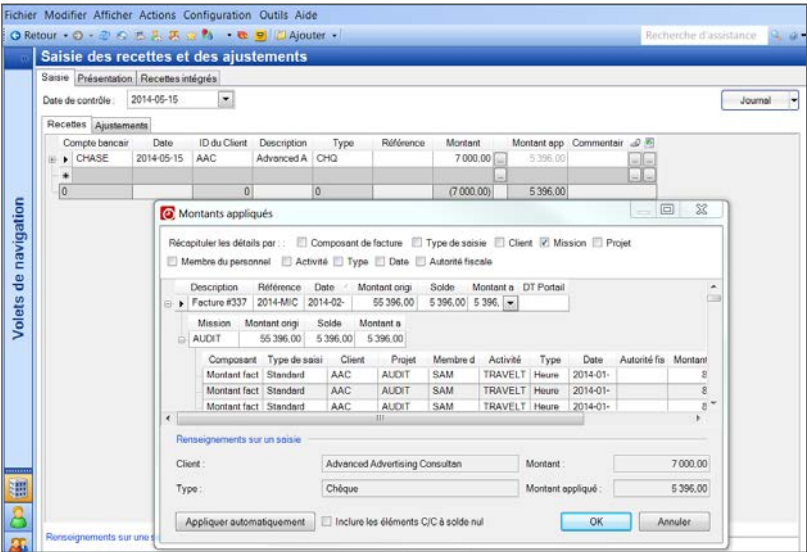 Fichier Modifier Afficher Actions Configuration Outils Aide
Retour Ajouter Recherche d'assistance
Saisie des recettes et des ajustements
Saisie Présentation Recettes intégrés
Date de contrôle : 2014-05-15 Journal
Recettes Ajustements
Compte bancair Date ID du Client Description Type Référence Montant Montant app Commentair
CHASE 2014-05-15 AAC Advanced A CHQ 7 000,00 ... 5 396,00 ... ...
0 0 0 (7 000,00) 5 396,00
Volets de navigation
Montants appliqués
Récapituler les détails par : : Composant de facture Type de saisie Client Mission Projet
Membre du personnel Activité Type Date Autorité fiscale
Description Référence Date Montant origi Solde Montant a DT Portail
Facture #337 2014-MIC 2014-02- 55 396,00 5 396,00 5 396,
Mission Montant origi Solde Montant a
AUDIT 55 396,00 5 396,00 5 396,00
Composant Type de saisi Client Projet Membre d Activité Type Date Autorité fis Montant
Montant fact Standard AAC AUDIT SAM TRAVELT Heure 2014-01- 8
Montant fact Standard AAC AUDIT SAM TRAVELT Heure 2014-01- 8
Montant fact Standard AAC AUDIT SAM TRAVELT Heure 2014-01- 8
Renseignements sur un saisie
Client : Advanced Advertising Consultan Montant : 7 000,00
Type : Chèque Montant appliqué : 5 396,00
Appliquer automatiquement Inclure les éléments C/C à solde nul OK Annuler
Renseignements sur une s